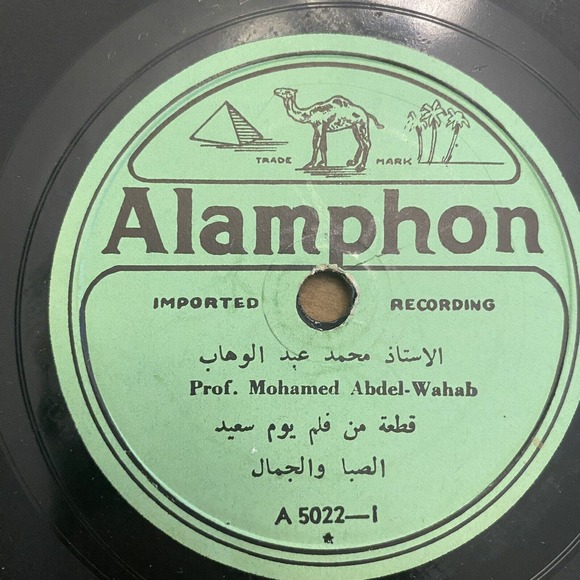 TRADE MARK
Alamphon
IMPORTED RECORDING
الاستاذ محمد عبد الوهاب
Prof. Mohamed Abdel-Wahab
قطعة من فلم يوم سعيد
الصبا والجمال
A 5022—1